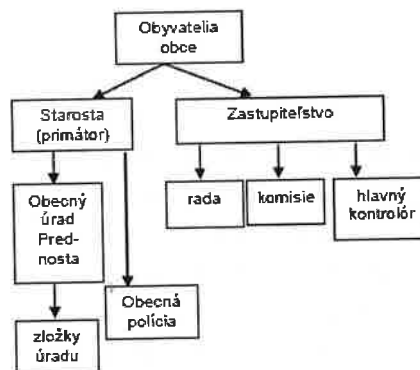 Obyvatelia
obce
Starosta
(primátor)
Zastupiteľstvo
rada
komisie
hlavný
kontrolór
Obecný
úrad
Pred-
nosta
Obecná
polícia
zložky
úradu